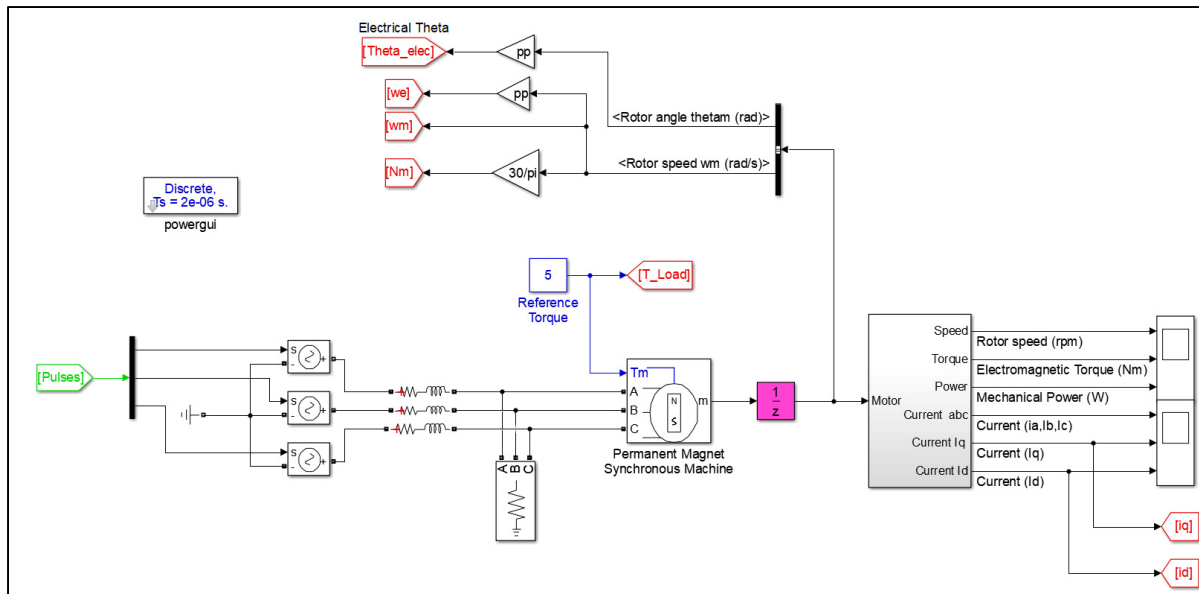 Electrical Theta
[Theta_elec]
pp
[we]
pp
[wm]
<Rotor angle thetam (rad)>
[Nm]
30/pi
<Rotor speed wm (rad/s)>
Discrete,
Ts = 2e-06 s.
powergui
5
[T_Load]
Reference
Torque
[Pulses]
s
-
+
s
-
+
s
-
+
A
B
C
Tm
A
B
C
N
S
m
Permanent Magnet
Synchronous Machine
1
z
Motor
Speed
Rotor speed (rpm)
Torque
Electromagnetic Torque (Nm)
Power
Mechanical Power (W)
Current abc
Current (ia,Ib,Ic)
Current Iq
Current (Iq)
Current Id
Current (Id)
[iq]
[id]